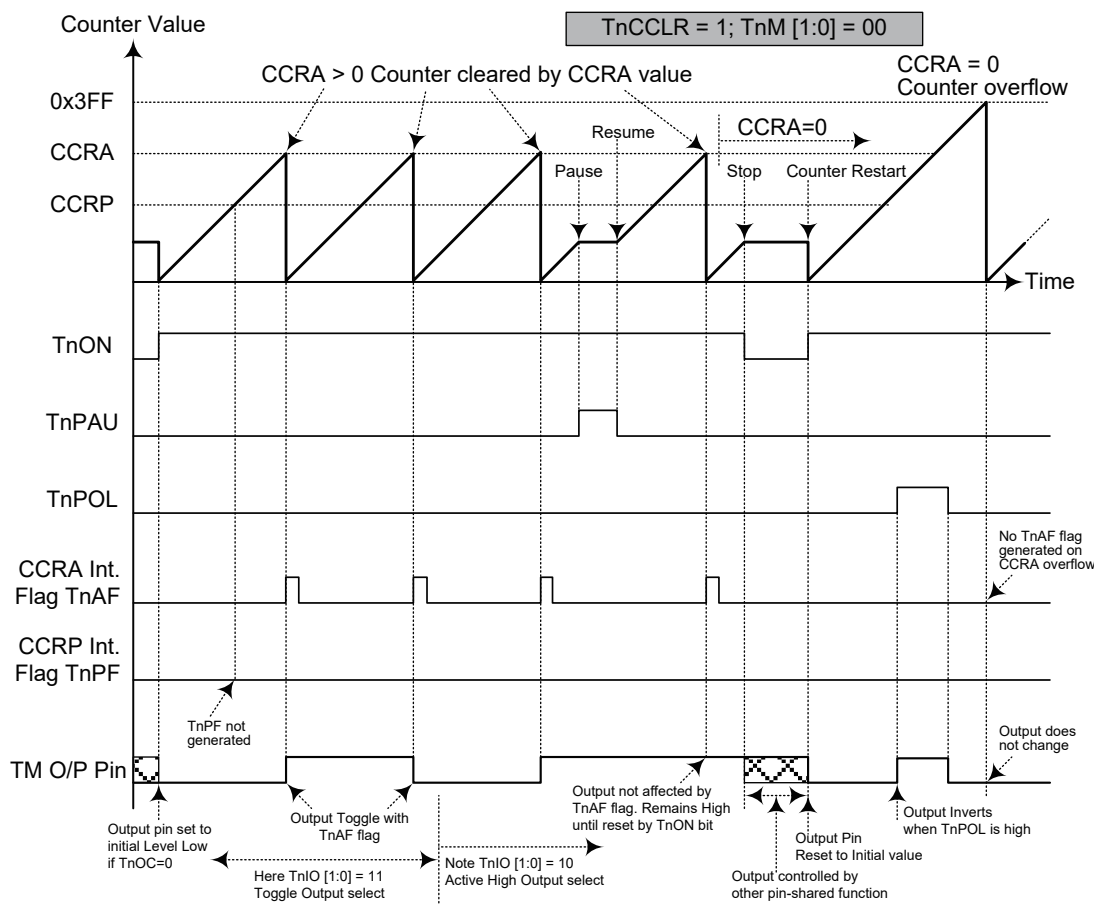 Counter Value
TnCCLR = 1; TnM [1:0] = 00
CCRA > 0 Counter cleared by CCRA value
CCRA = 0
Counter overflow
0x3FF
Resume
CCRA=0
CCRA
Pause
Stop
Counter Restart
CCRP
Time
TnON
TnPAU
TnPOL
No TnAF flag
generated on
CCRA overflow
CCRA Int.
Flag TnAF
CCRP Int.
Flag TnPF
TnPF not
generated
Output does
not change
TM O/P Pin
Output pin set to
initial Level Low
if TnOC=0
Output Toggle with
TnAF flag
Output not affected by
TnAF flag. Remains High
until reset by TnON bit
Output Pin
Reset to Initial value
Output Inverts
when TnPOL is high
Here TnIO [1:0] = 11
Toggle Output select
Note TnIO [1:0] = 10
Active High Output select
Output controlled by
other pin-shared function